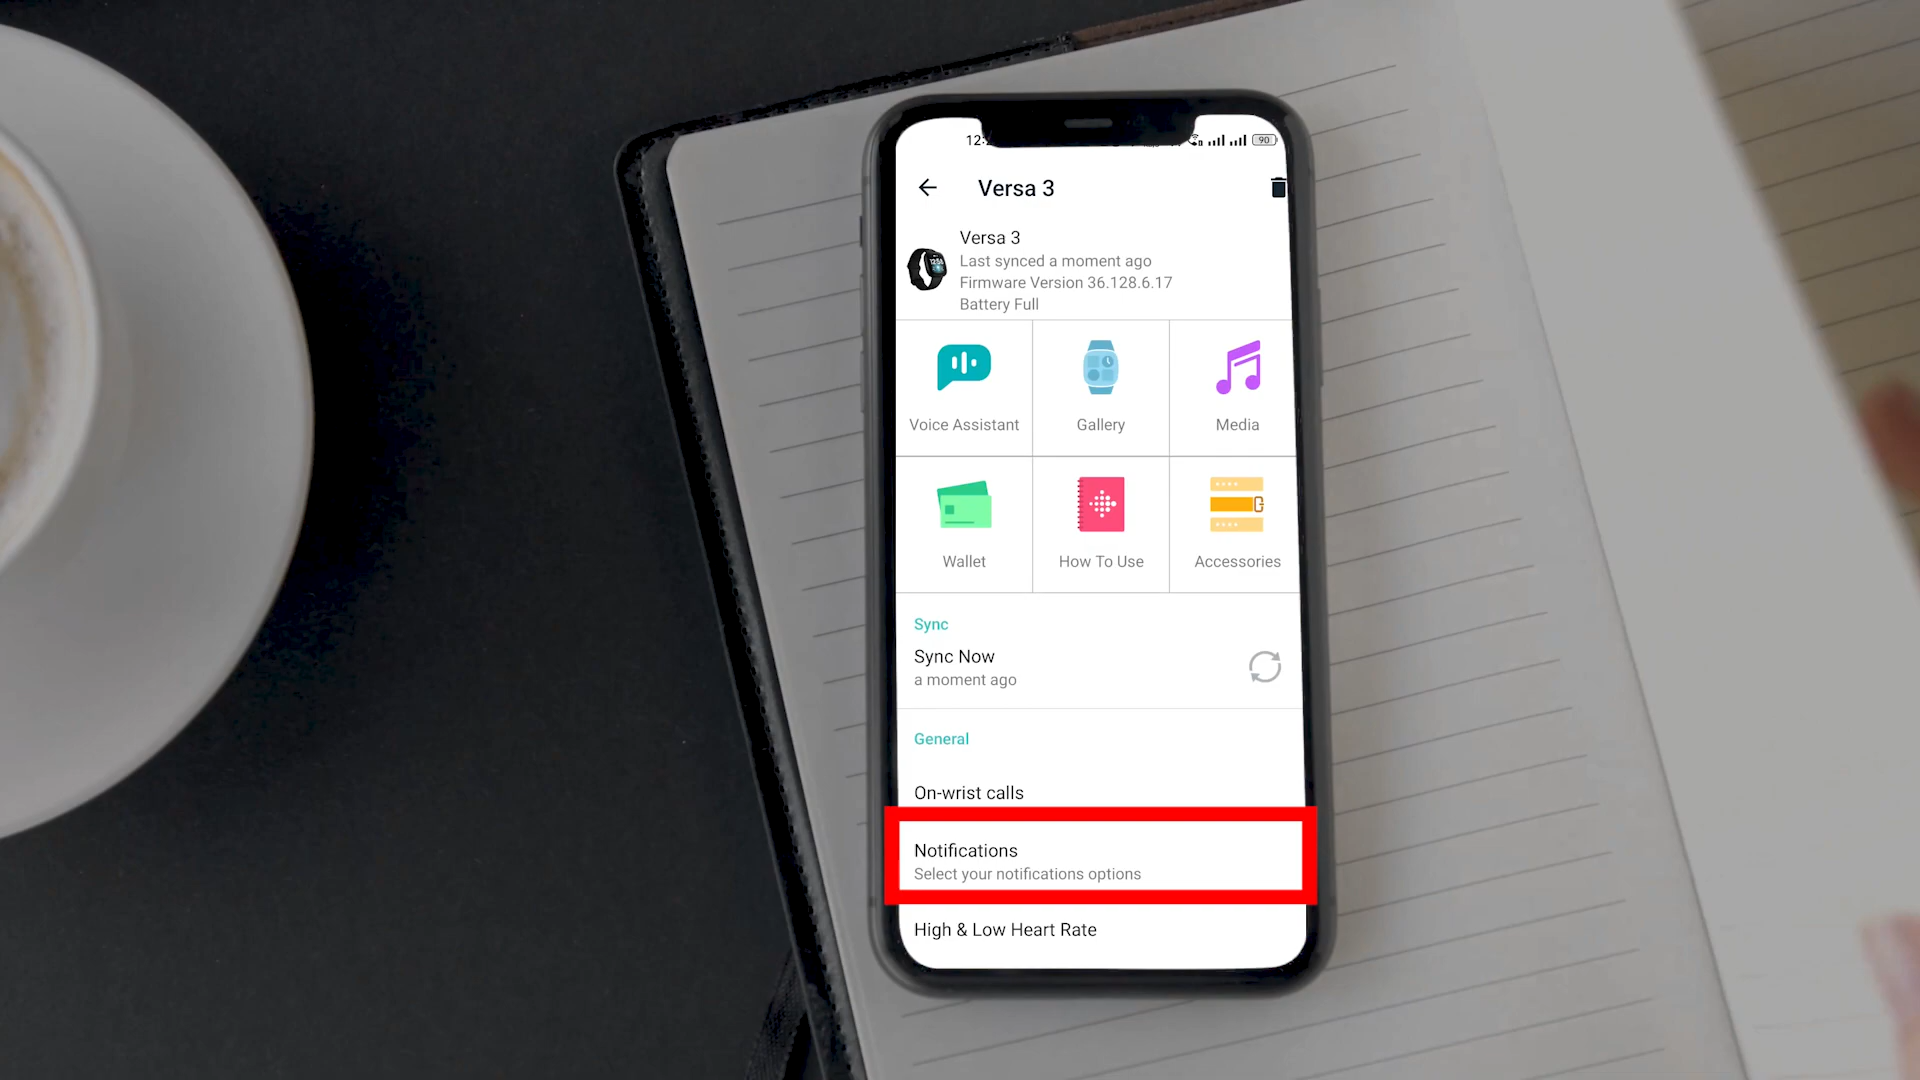 90
Versa 3
Versa 3
Last synced a moment ago
Firmware Version 36.128.6.17
Battery Full
Voice Assistant
Gallery
Media
Wallet
How To Use
Accessories
Sync
Sync Now
a moment ago
General
On-wrist calls
Notifications
Select your notifications options
High & Low Heart Rate